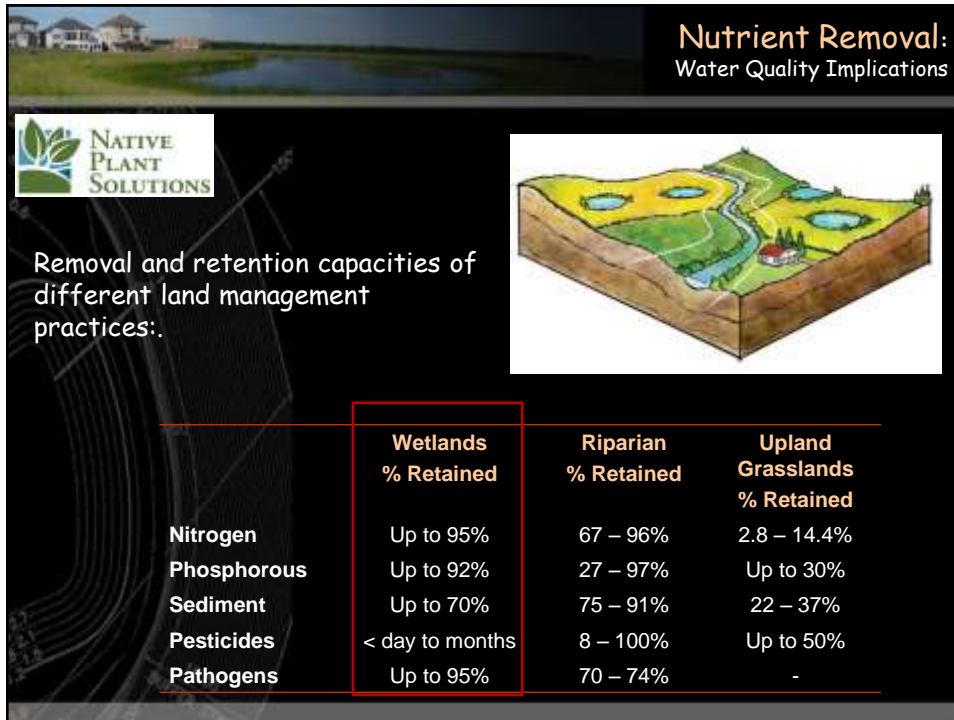 Nutrient Removal:
Water Quality Implications
NATIVE
PLANT
SOLUTIONS
Removal and retention capacities of
different land management
practices:.
Wetlands Riparian Upland
% Retained % Retained Grasslands
% Retained
Nitrogen Up to 95% 67 – 96% 2.8 – 14.4%
Phosphorous Up to 92% 27 – 97% Up to 30%
Sediment Up to 70% 75 – 91% 22 – 37%
Pesticides < day to months 8 – 100% Up to 50%
Pathogens Up to 95% 70 – 74% -